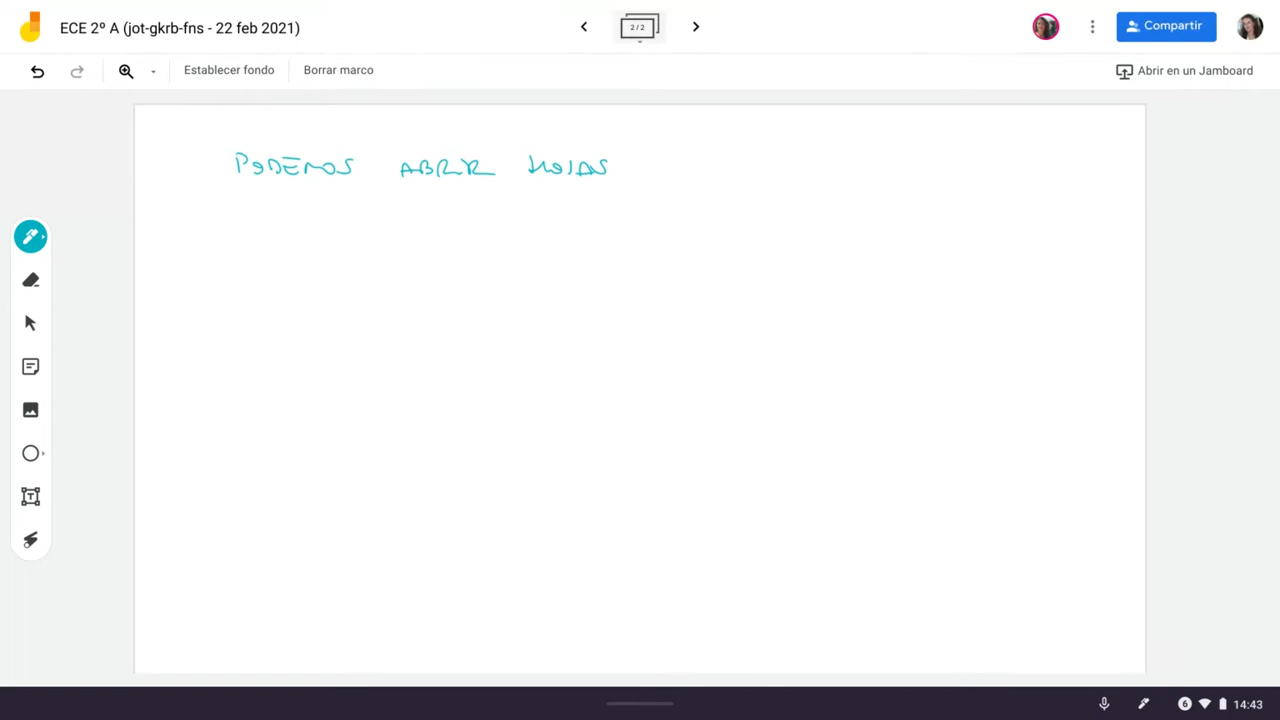 ECE 2º A (jot-gkrb-fns - 22 feb 2021)
2 / 2
Compartir
Establecer fondo
Borrar marco
Abrir en un Jamboard
PODEMOS ABRIR HOJAS
6
14:43